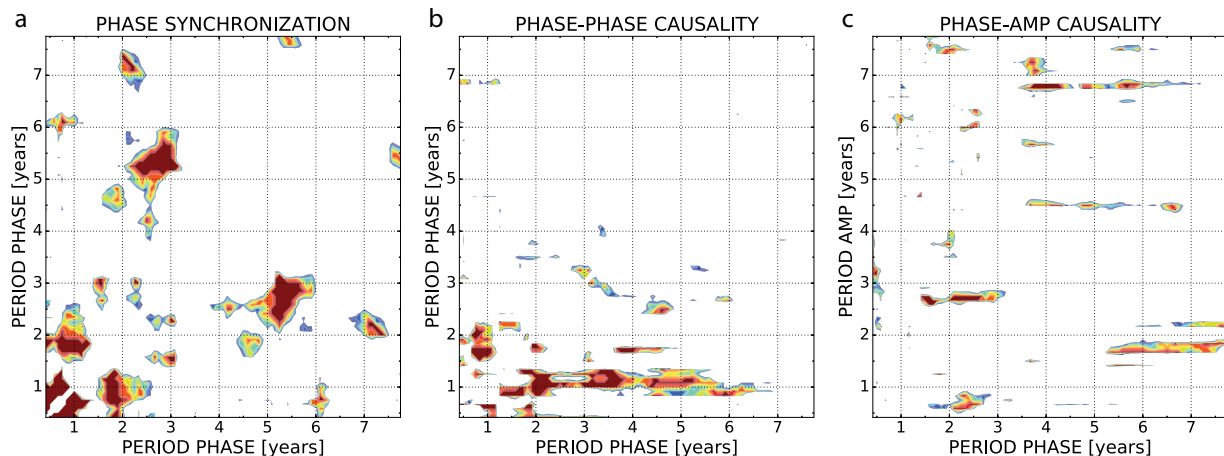 a PHASE SYNCHRONIZATION
PERIOD PHASE [years]
7
6
5
4
3
2
1
1 2 3 4 5 6 7
PERIOD PHASE [years]
b PHASE-PHASE CAUSALITY
PERIOD PHASE [years]
7
6
5
4
3
2
1
1 2 3 4 5 6 7
PERIOD PHASE [years]
c PHASE-AMP CAUSALITY
PERIOD AMP [years]
7
6
5
4
3
2
1
1 2 3 4 5 6 7
PERIOD PHASE [years]